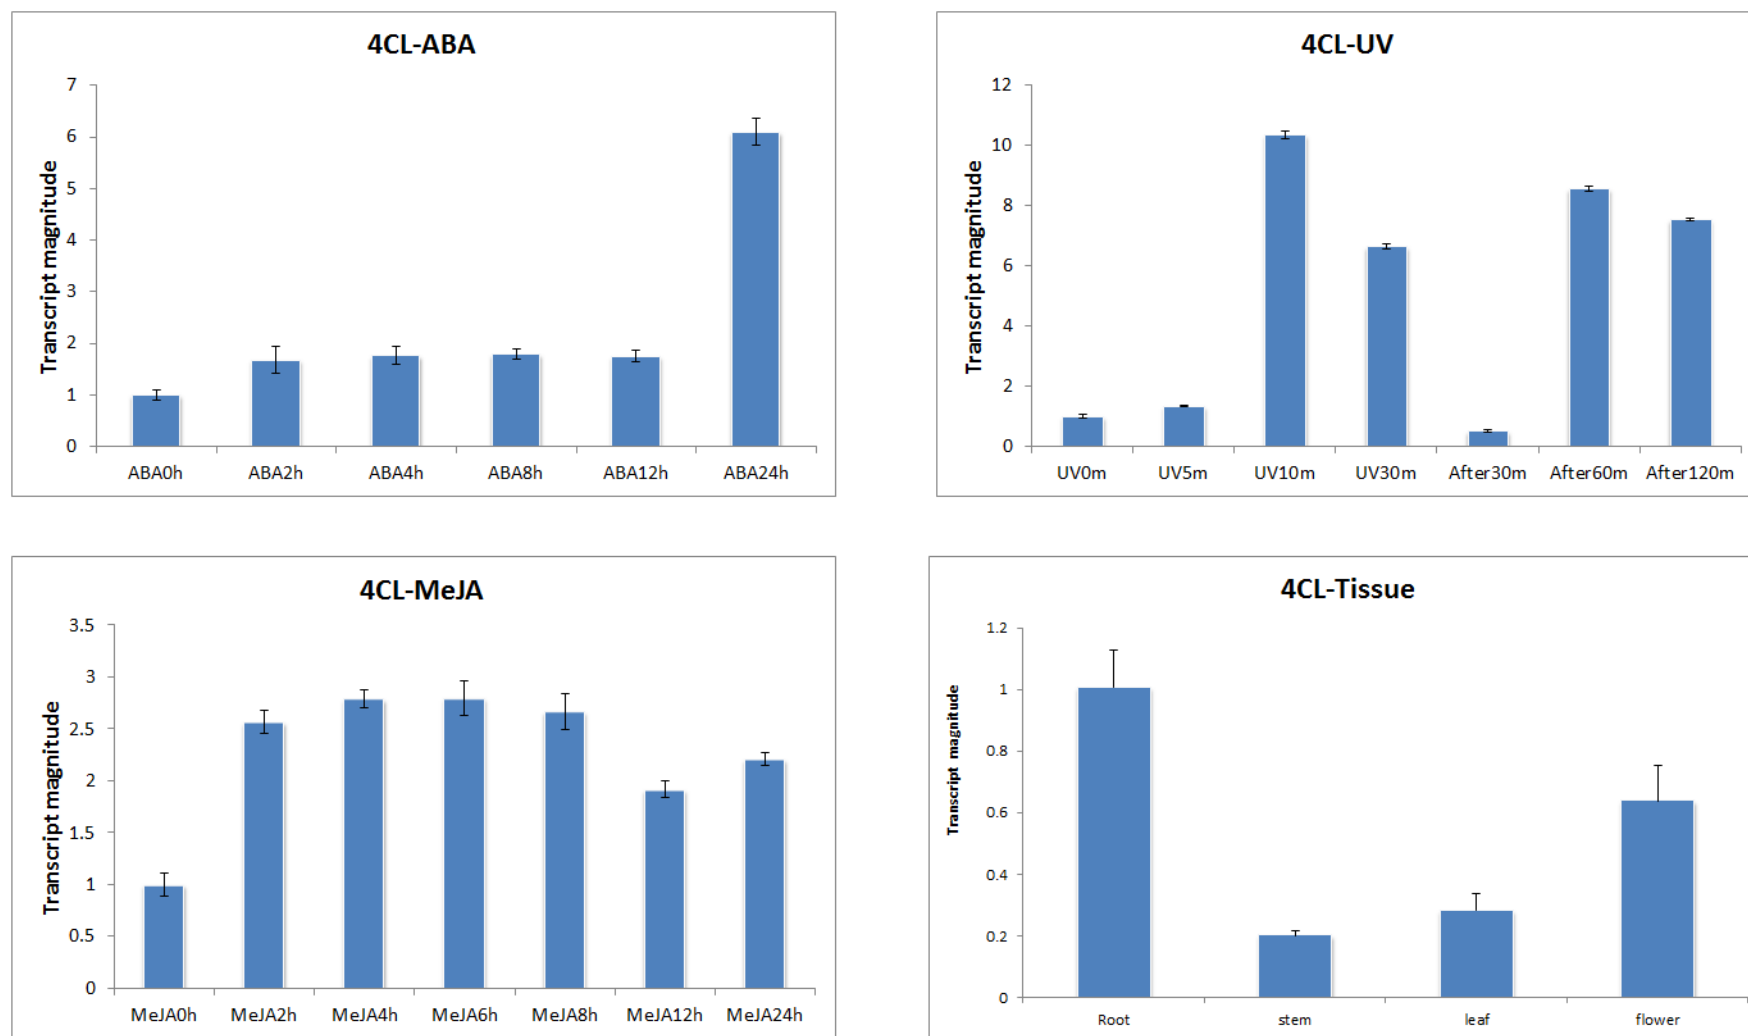 4CL-ABA
Transcript magnitude
7
6
5
4
3
2
1
0
ABA0h ABA2h ABA4h ABA8h ABA12h ABA24h
4CL-UV
Transcript magnitude
12
10
8
6
4
2
0
UV0m UV5m UV10m UV30m After30m After60m After120m
4CL-MeJA
Transcript magnitude
3.5
3
2.5
2
1.5
1
0.5
0
MeJA0h MeJA2h MeJA4h MeJA6h MeJA8h MeJA12h MeJA24h
4CL-Tissue
Transcript magnitude
1.2
1
0.8
0.6
0.4
0.2
0
Root stem leaf flower